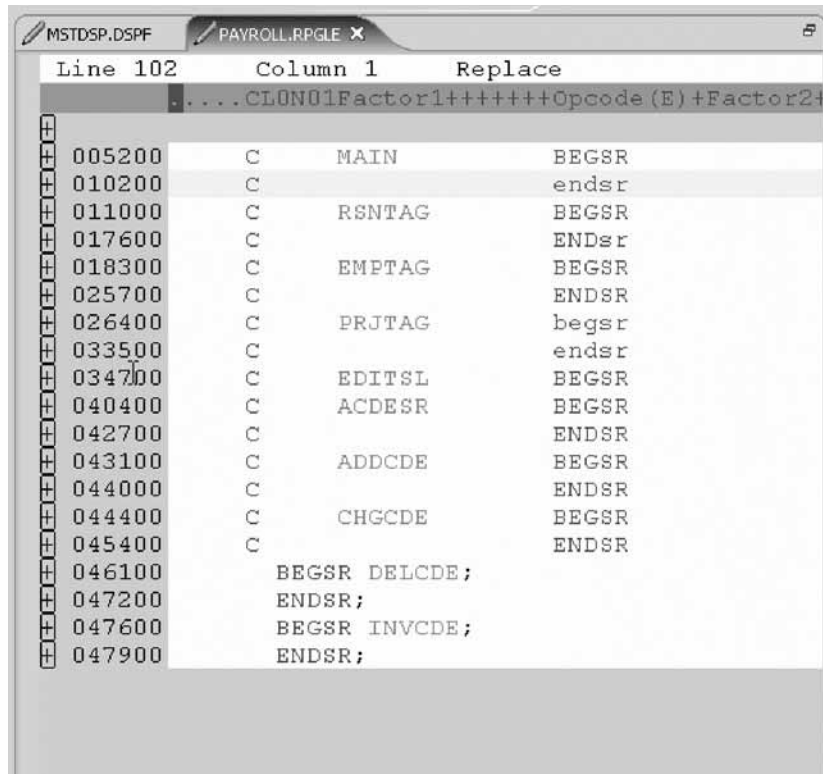 MSTDSP.DSPF PAYROLL.RPGLE
Line 102 Column 1 Replace
.....CL0N01Factor1+++++++Opcode(E)+Factor2+
005200 C MAIN BEGSR
010200 C endsr
011000 C RSNTAG BEGSR
017600 C ENDsr
018300 C EMPTAG BEGSR
025700 C ENDSR
026400 C PRJTAG begsr
033500 C endsr
034700 C EDITSL BEGSR
040400 C ACDESR BEGSR
042700 C ENDSR
043100 C ADDCDE BEGSR
044000 C ENDSR
044400 C CHGCDE BEGSR
045400 C ENDSR
046100 BEGSR DELCDE;
047200 ENDSR;
047600 BEGSR INVCDE;
047900 ENDSR;